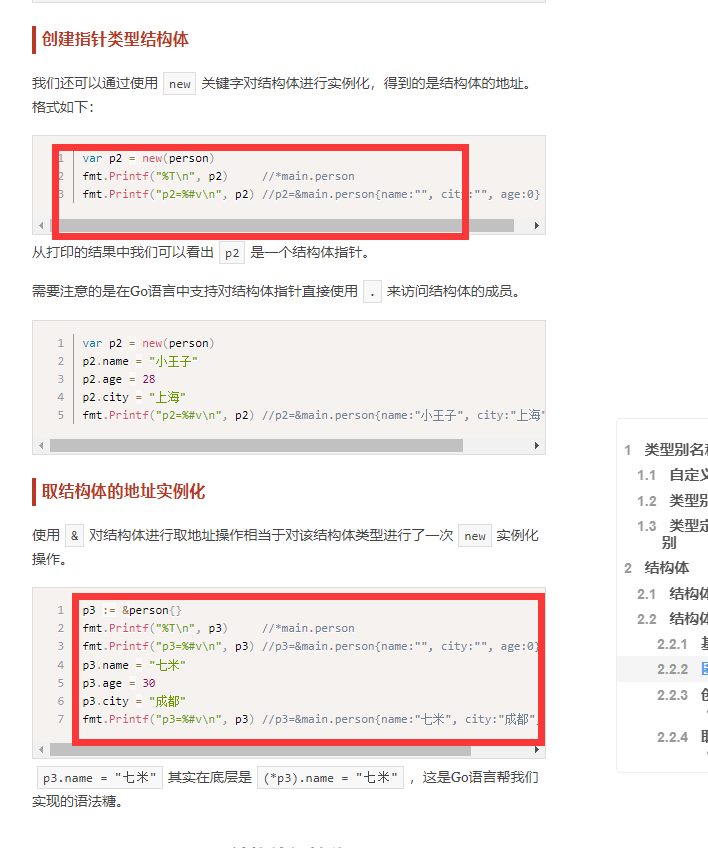 创建指针类型结构体
我们还可以通过使用 new 关键字对结构体进行实例化，得到的是结构体的地址。
格式如下：
1 var p2 = new(person)
2 fmt.Printf("%T\n", p2) //*main.person
3 fmt.Printf("p2=%#v\n", p2) //p2=&main.person{name:"", city:"", age:0}
从打印的结果中我们可以看出 p2 是一个结构体指针。
需要注意的是在Go语言中支持对结构体指针直接使用 . 来访问结构体的成员。
1 var p2 = new(person)
2 p2.name = "小王子"
3 p2.age = 28
4 p2.city = "上海"
5 fmt.Printf("p2=%#v\n", p2) //p2=&main.person{name:"小王子", city:"上海"
取结构体的地址实例化
使用 & 对结构体进行取地址操作相当于对该结构体类型进行了一次 new 实例化
操作。
1 p3 := &person{}
2 fmt.Printf("%T\n", p3) //*main.person
3 fmt.Printf("p3=%#v\n", p3) //p3=&main.person{name:"", city:"", age:0}
4 p3.name = "七米"
5 p3.age = 30
6 p3.city = "成都"
7 fmt.Printf("p3=%#v\n", p3) //p3=&main.person{name:"七米", city:"成都",
p3.name = "七米" 其实在底层是 (*p3).name = "七米" ，这是Go语言帮我们
实现的语法糖。
1 类型别名
1.1 自定义
1.2 类型别
1.3 类型定
别
2 结构体
2.1 结构体
2.2 结构体
2.2.1
2.2.2
2.2.3
2.2.4